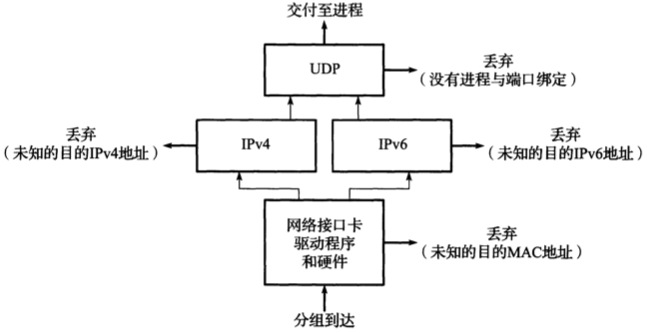 交付至进程
UDP
丢弃
(没有进程与端口绑定)
丢弃
(未知的目的IPv4地址)
IPv4
IPv6
丢弃
(未知的目的IPv6地址)
网络接口卡
驱动程序
和硬件
丢弃
(未知的目的MAC地址)
分组到达